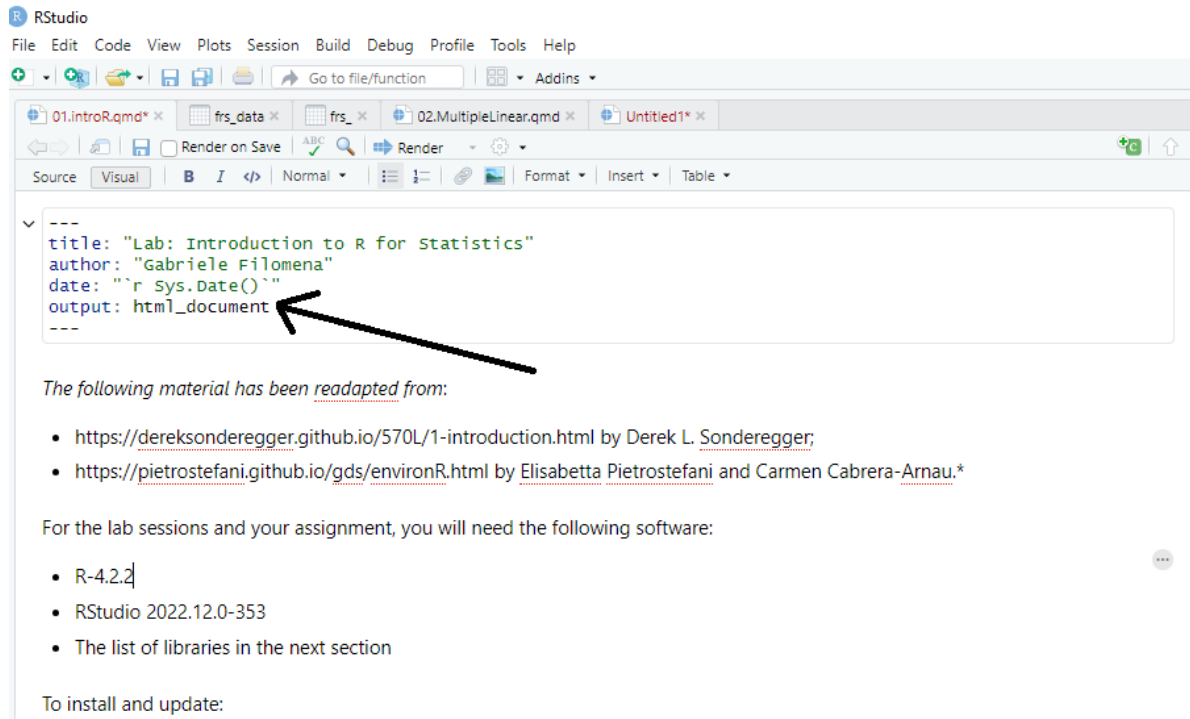 RStudio
File Edit Code View Plots Session Build Debug Profile Tools Help
Go to file/function Addins
01.introR.qmd* frs_data frs_ 02.MultipleLinear.qmd Untitled1*
Render on Save ABC Render
Source Visual B I </> Normal Format Insert Table
---
title: "Lab: Introduction to R for Statistics"
author: "Gabriele Filomena"
date: "`r Sys.Date()`"
output: html_document
---
The following material has been readapted from:
• https://dereksonderegger.github.io/570L/1-introduction.html by Derek L. Sonderegger;
• https://pietrostefani.github.io/gds/environR.html by Elisabetta Pietrostefani and Carmen Cabrera-Arnau.*
For the lab sessions and your assignment, you will need the following software:
• R-4.2.2
• RStudio 2022.12.0-353
• The list of libraries in the next section
To install and update: